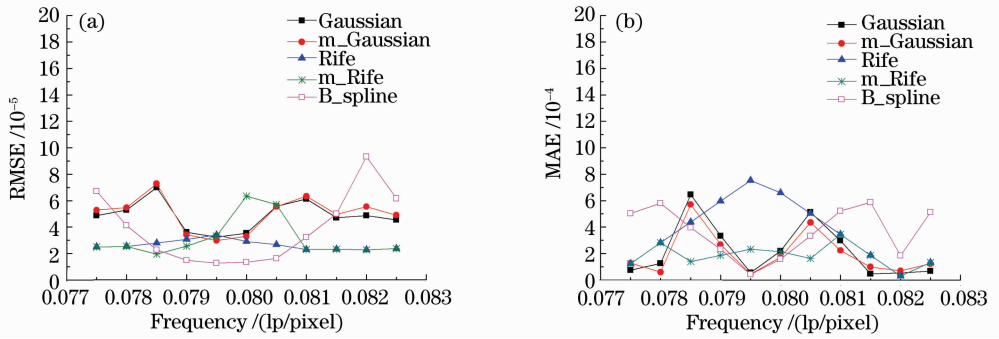 (a)
Gaussian
m_Gaussian
Rife
m_Rife
B_spline
RMSE /10⁻⁵
20
18
16
14
12
10
8
6
4
2
0
0.077 0.078 0.079 0.080 0.081 0.082 0.083
Frequency /(lp/pixel)
(b)
Gaussian
m_Gaussian
Rife
m_Rife
B_spline
MAE /10⁻⁴
20
18
16
14
12
10
8
6
4
2
0
0.077 0.078 0.079 0.080 0.081 0.082 0.083
Frequency /(lp/pixel)